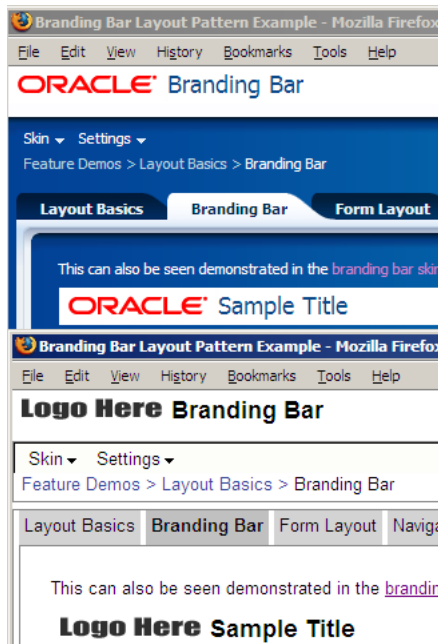 Branding Bar Layout Pattern Example - Mozilla Firefox
File Edit View History Bookmarks Tools Help
ORACLE Branding Bar
Skin Settings
Feature Demos > Layout Basics > Branding Bar
Layout Basics Branding Bar Form Layout
This can also be seen demonstrated in the branding bar skin
ORACLE Sample Title
Branding Bar Layout Pattern Example - Mozilla Firefox
File Edit View History Bookmarks Tools Help
Logo Here Branding Bar
Skin Settings
Feature Demos > Layout Basics > Branding Bar
Layout Basics Branding Bar Form Layout Naviga
This can also be seen demonstrated in the brandin
Logo Here Sample Title